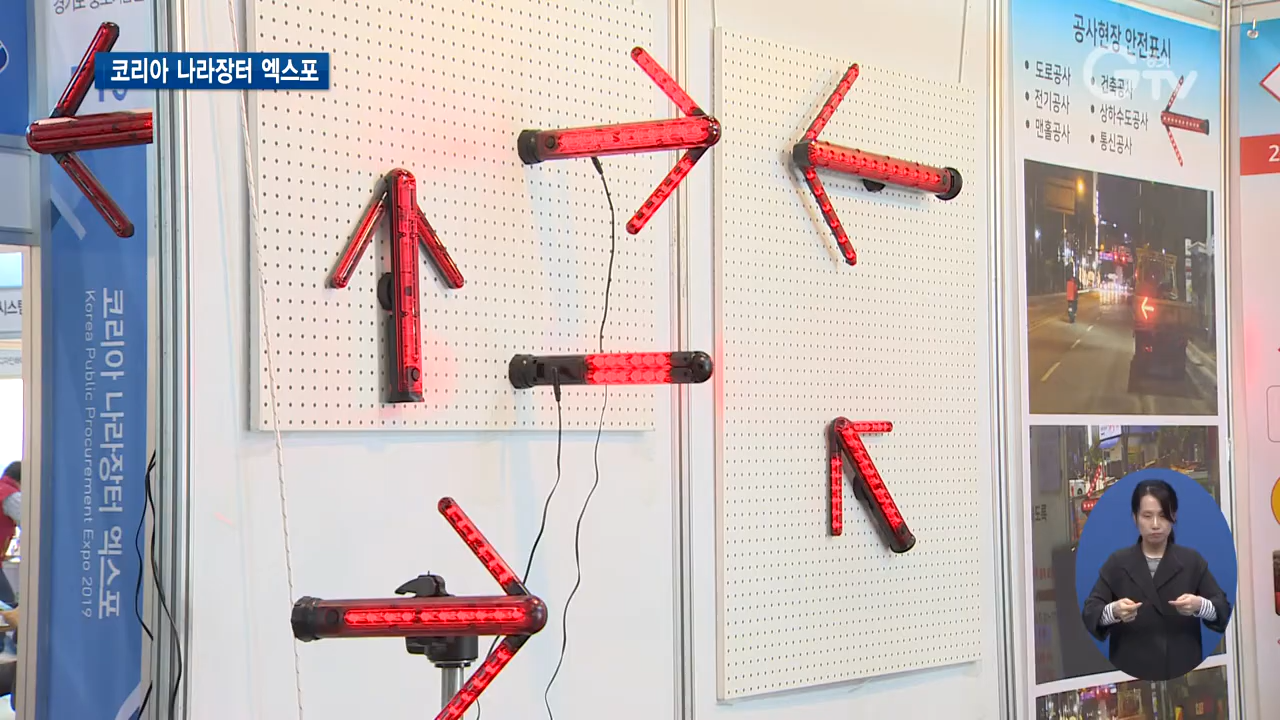 코리아 나라장터 엑스포
GTV
공사현장 안전표시
• 도로공사
• 전기공사
• 맨홀공사
• 건축공사
• 상하수도공사
• 통신공사
코리아 나라장터 엑스포
Korea Public Procurement Expo 2019
2